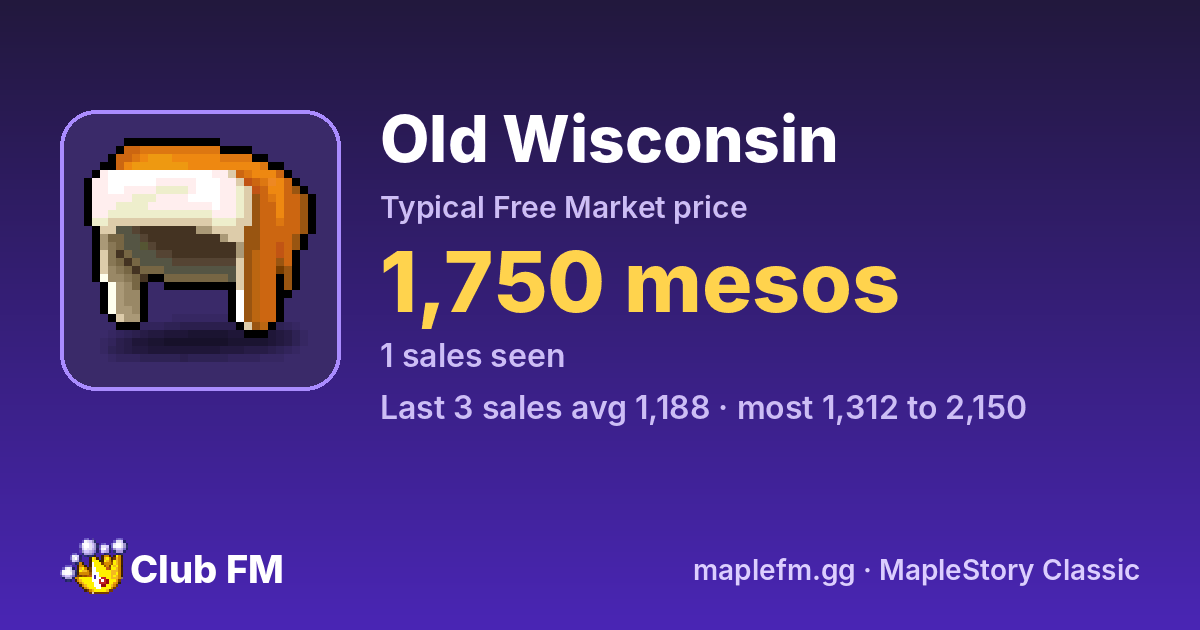 Old Wisconsin
Typical Free Market price
1,750 mesos
1 sales seen
Last 3 sales avg 1,188 · most 1,312 to 2,150
Club FM
maplefm.gg · MapleStory Classic